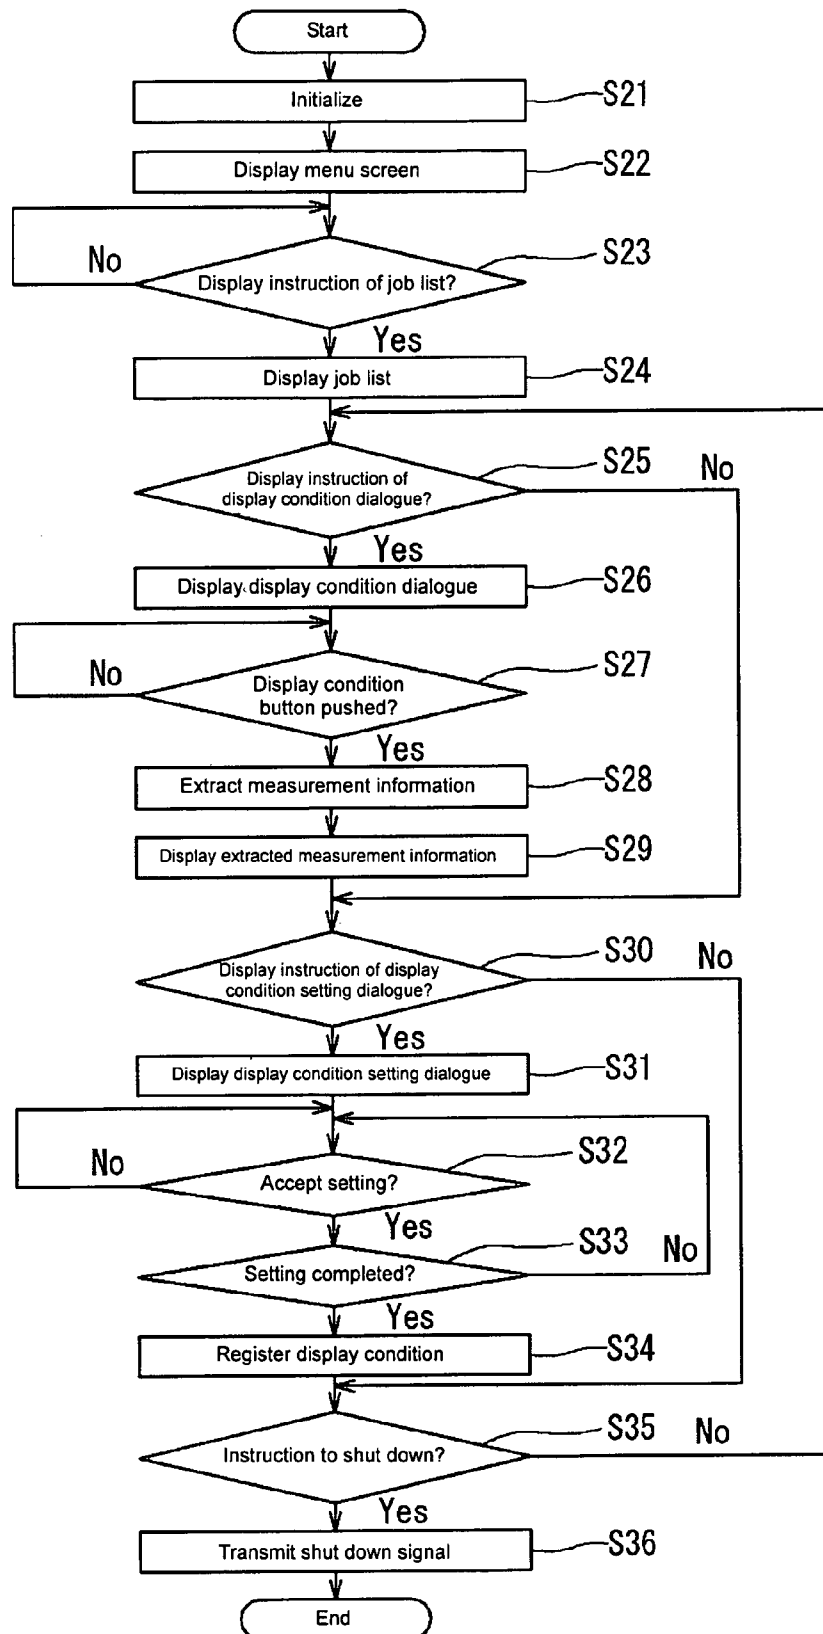 Start
Initialize
S21
Display menu screen
S22
No
Display instruction of job list?
S23
Yes
Display job list
S24
Display instruction of
display condition dialogue?
S25
No
Yes
Display display condition dialogue
S26
No
Display condition
button pushed?
S27
Yes
Extract measurement information
S28
Display extracted measurement information
S29
Display instruction of display
condition setting dialogue?
S30
No
Yes
Display display condition setting dialogue
S31
No
Accept setting?
S32
Yes
Setting completed?
S33
No
Yes
Register display condition
S34
Instruction to shut down?
S35
No
Yes
Transmit shut down signal
S36
End